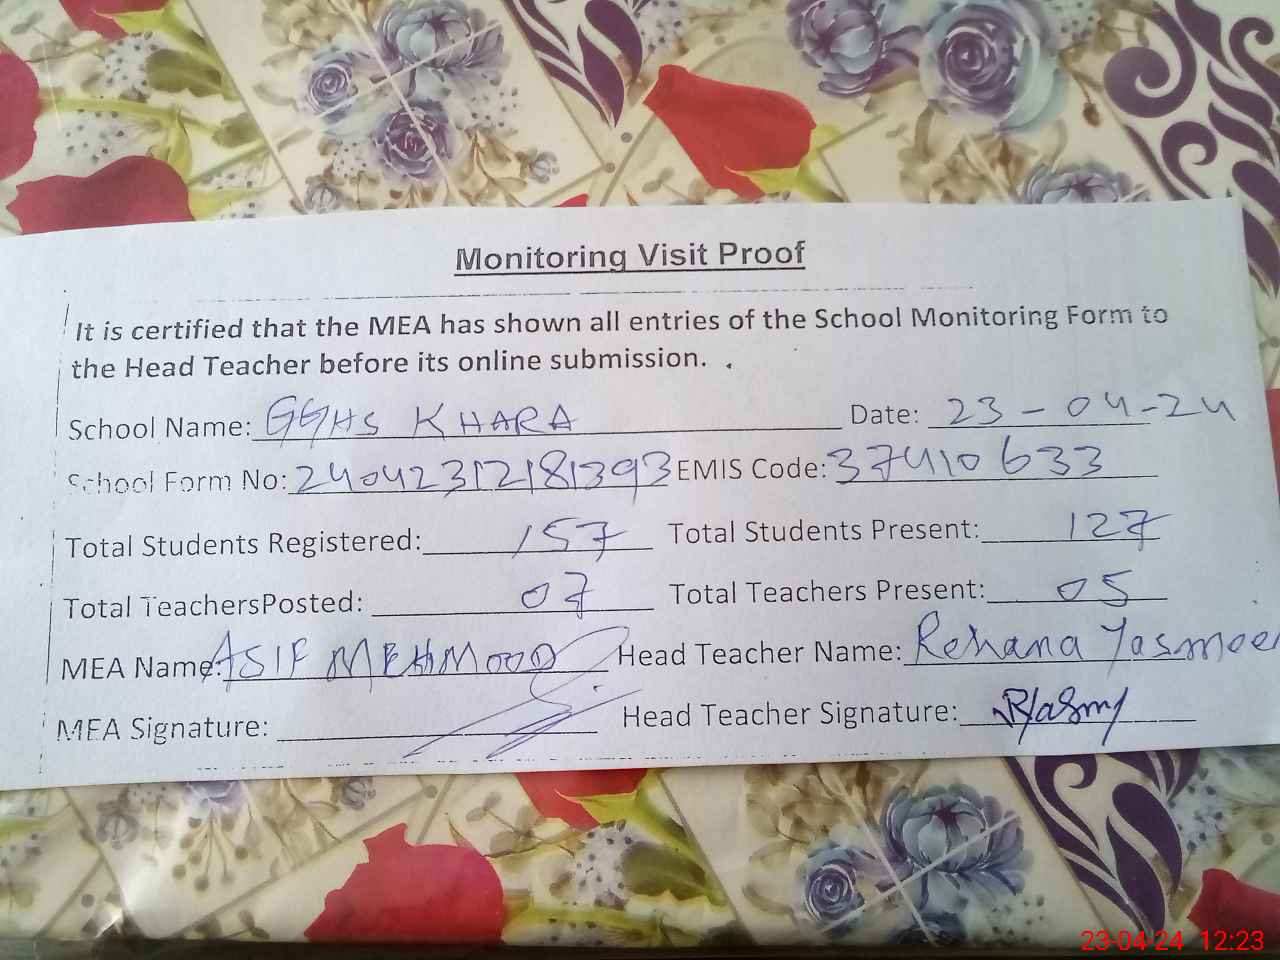 Monitoring Visit Proof
It is certified that the MEA has shown all entries of the School Monitoring Form to
the Head Teacher before its online submission.
School Name: GGHS KHARA Date: 23-04-24
School Form No: 24042312181393 EMIS Code: 37410633
Total Students Registered: 157 Total Students Present: 127
Total TeachersPosted: 07 Total Teachers Present: 05
MEA Name: ASIF MEHMOOD Head Teacher Name: Rehana Yasmeen
MEA Signature: Head Teacher Signature:
23-04-24 12:23